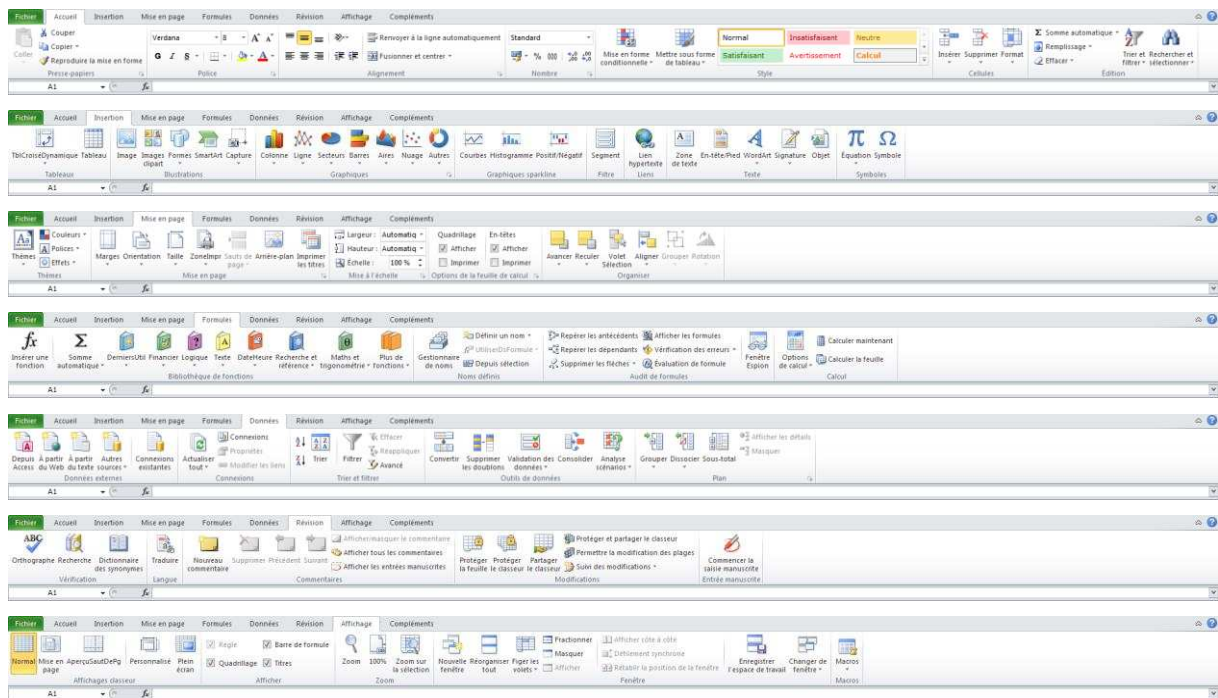 Fichier Accueil Insertion Mise en page Formules Données Révision Affichage Compléments
Couper Verdana 8 A A Renvoyer à la ligne automatiquement Standard Normal Insatisfaisant Neutre Σ Somme automatique
Coller Copier Mise en forme conditionnelle Mettre sous forme de tableau Insérer Supprimer Format Remplissage Trier et filtrer Rechercher et sélectionner
Reproduire la mise en forme G I S A Fusionner et centrer % 000 Satisfaisant Avertissement Calcul Effacer
Presse-papiers Police Alignement Nombre Style Cellules Édition
A1 fx
Fichier Accueil Insertion Mise en page Formules Données Révision Affichage Compléments
TblCroiséDynamique Tableau Image Images clipart Formes SmartArt Capture Colonne Ligne Secteurs Barres Aires Nuage Autres Courbes Histogramme Positif/Négatif Segment Lien hypertexte Zone de texte En-tête/Pied WordArt Signature Objet Équation Symbole
Tableaux Illustrations Graphiques Graphiques sparkline Filtre Liens Texte Symboles
A1 fx
Fichier Accueil Insertion Mise en page Formules Données Révision Affichage Compléments
Couleurs Largeur : Automatiq Quadrillage En-têtes
Thèmes Polices Marges Orientation Taille ZoneImpr Sauts de page Arrière-plan Imprimer les titres Hauteur : Automatiq Afficher Afficher Avancer Reculer Volet Sélection Aligner Grouper Rotation
Effets Échelle : 100 % Imprimer Imprimer
Thèmes Mise en page Mise à l'échelle Options de la feuille de calcul Organiser
A1 fx
Fichier Accueil Insertion Mise en page Formules Données Révision Affichage Compléments
Définir un nom Repérer les antécédents Afficher les formules
Insérer une fonction Somme automatique DerniersUtil Financier Logique Texte DateHeure Recherche et référence Maths et trigonométrie Plus de fonctions Gestionnaire de noms UtiliserDsFormule Repérer les dépendants Vérification des erreurs Fenêtre Espion Options de calcul Calculer maintenant
Depuis sélection Supprimer les flèches Évaluation de formule Calculer la feuille
Bibliothèque de fonctions Noms définis Audit de formules Calcul
A1 fx
Fichier Accueil Insertion Mise en page Formules Données Révision Affichage Compléments
Connexions Effacer Afficher les détails
Depuis Access À partir du Web À partir du texte Autres sources Connexions existantes Actualiser tout Propriétés Trier Filtrer Réappliquer Convertir Supprimer les doublons Validation des données Consolider Analyse scénarios Grouper Dissocier Sous-total Masquer
Modifier les liens Avancé
Données externes Connexions Trier et filtrer Outils de données Plan
A1 fx
Fichier Accueil Insertion Mise en page Formules Données Révision Affichage Compléments
ABC Afficher/masquer le commentaire Protéger et partager le classeur
Orthographe Recherche Dictionnaire des synonymes Traduire Nouveau commentaire Supprimer Précédent Suivant Afficher tous les commentaires Protéger la feuille Protéger le classeur Partager le classeur Permettre la modification des plages Commencer la saisie manuscrite
Afficher les entrées manuscrites Suivi des modifications
Vérification Langue Commentaires Modifications Entrée manuscrite
A1 fx
Fichier Accueil Insertion Mise en page Formules Données Révision Affichage Compléments
Règle Barre de formule Fractionner Afficher côte à côte
Normal Mise en page AperçuSautDePg Personnalisé Plein écran Quadrillage Titres Zoom 100% Zoom sur la sélection Nouvelle fenêtre Réorganiser tout Figer les volets Masquer Défilement synchrone Enregistrer l'espace de travail Changer de fenêtre Macros
Afficher Rétablir la position de la fenêtre
Affichages classeur Afficher Zoom Fenêtre Macros
A1 fx